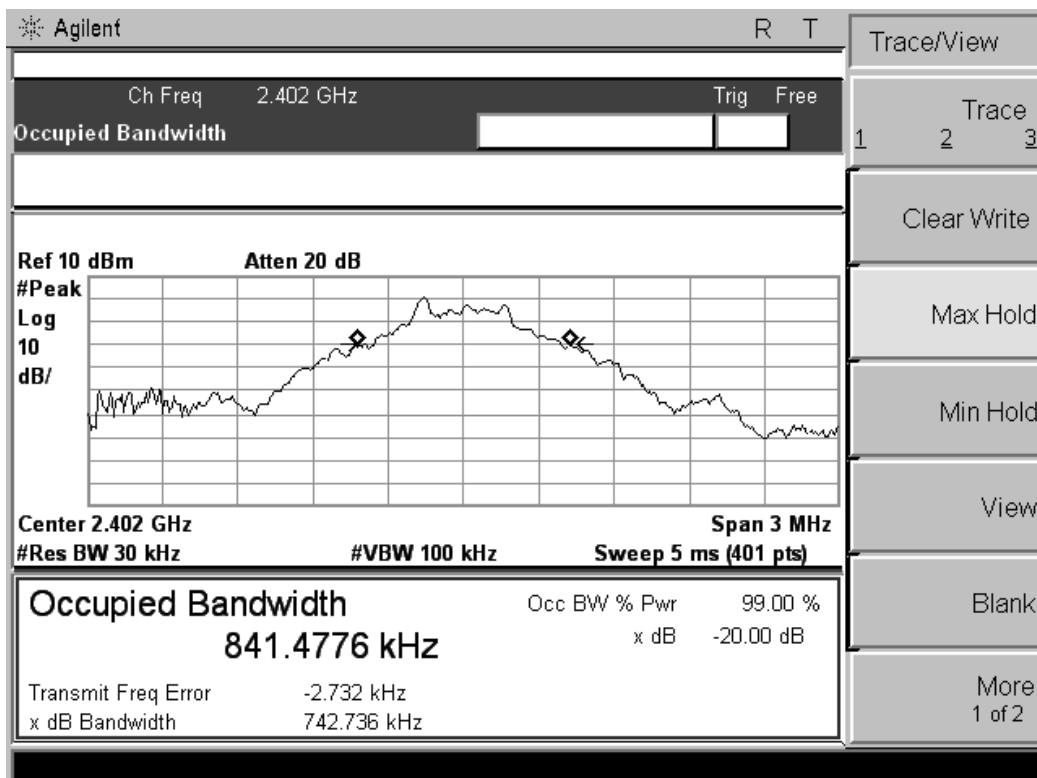 Agilent R T
Ch Freq 2.402 GHz Trig Free
Occupied Bandwidth
Ref 10 dBm Atten 20 dB
#Peak
Log
10
dB/
Center 2.402 GHz Span 3 MHz
#Res BW 30 kHz #VBW 100 kHz Sweep 5 ms (401 pts)
Occupied Bandwidth Occ BW % Pwr 99.00 %
841.4776 kHz x dB -20.00 dB
Transmit Freq Error -2.732 kHz
x dB Bandwidth 742.736 kHz
Trace/View
Trace
1 2 3
Clear Write
Max Hold
Min Hold
View
Blank
More
1 of 2